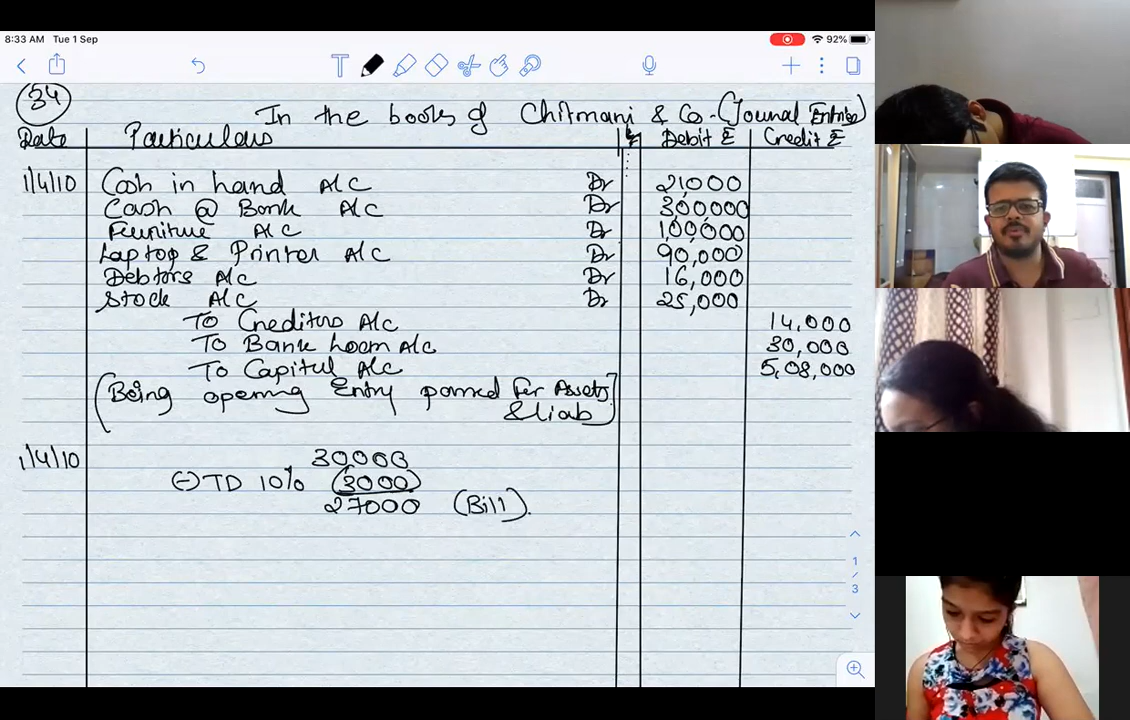 8:33 AM Tue 1 Sep 92%
34
In the books of Chitmani & Co. (Journal Entries)
Date Particulars Debit ₹ Credit ₹
1/4/10 Cash in hand A/C Dr 21,000
Cash @ Bank A/C Dr 300000
Furniture A/C Dr 100,000
Laptop & Printer A/C Dr 90,000
Debtors A/C Dr 16,000
Stock A/C Dr 25,000
To Creditors A/C 14,000
To Bank Loan A/C 30,000
To Capital A/C 5,08,000
(Being opening Entry passed for Assets
& liab)
1/4/10 30000
(-) TD 10% (3000)
27000 (Bill).
1
/
3